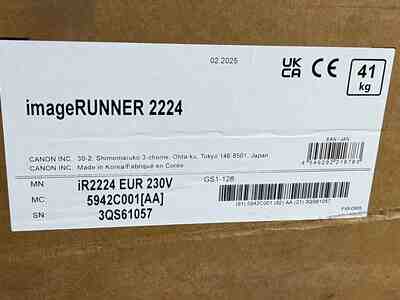 02.2025
UK
CA
CE
41
kg
imageRUNNER 2224
EAN/JAN
CANON INC. 30-2, Shimomaruko 3-chome, Ohta-ku, Tokyo 146-8501, Japan
CANON INC. Made in Korea/Fabriqué en Corée
MN iR2224 EUR 230V
GS1-128
MC 5942C001[AA]
SN 3QS61057